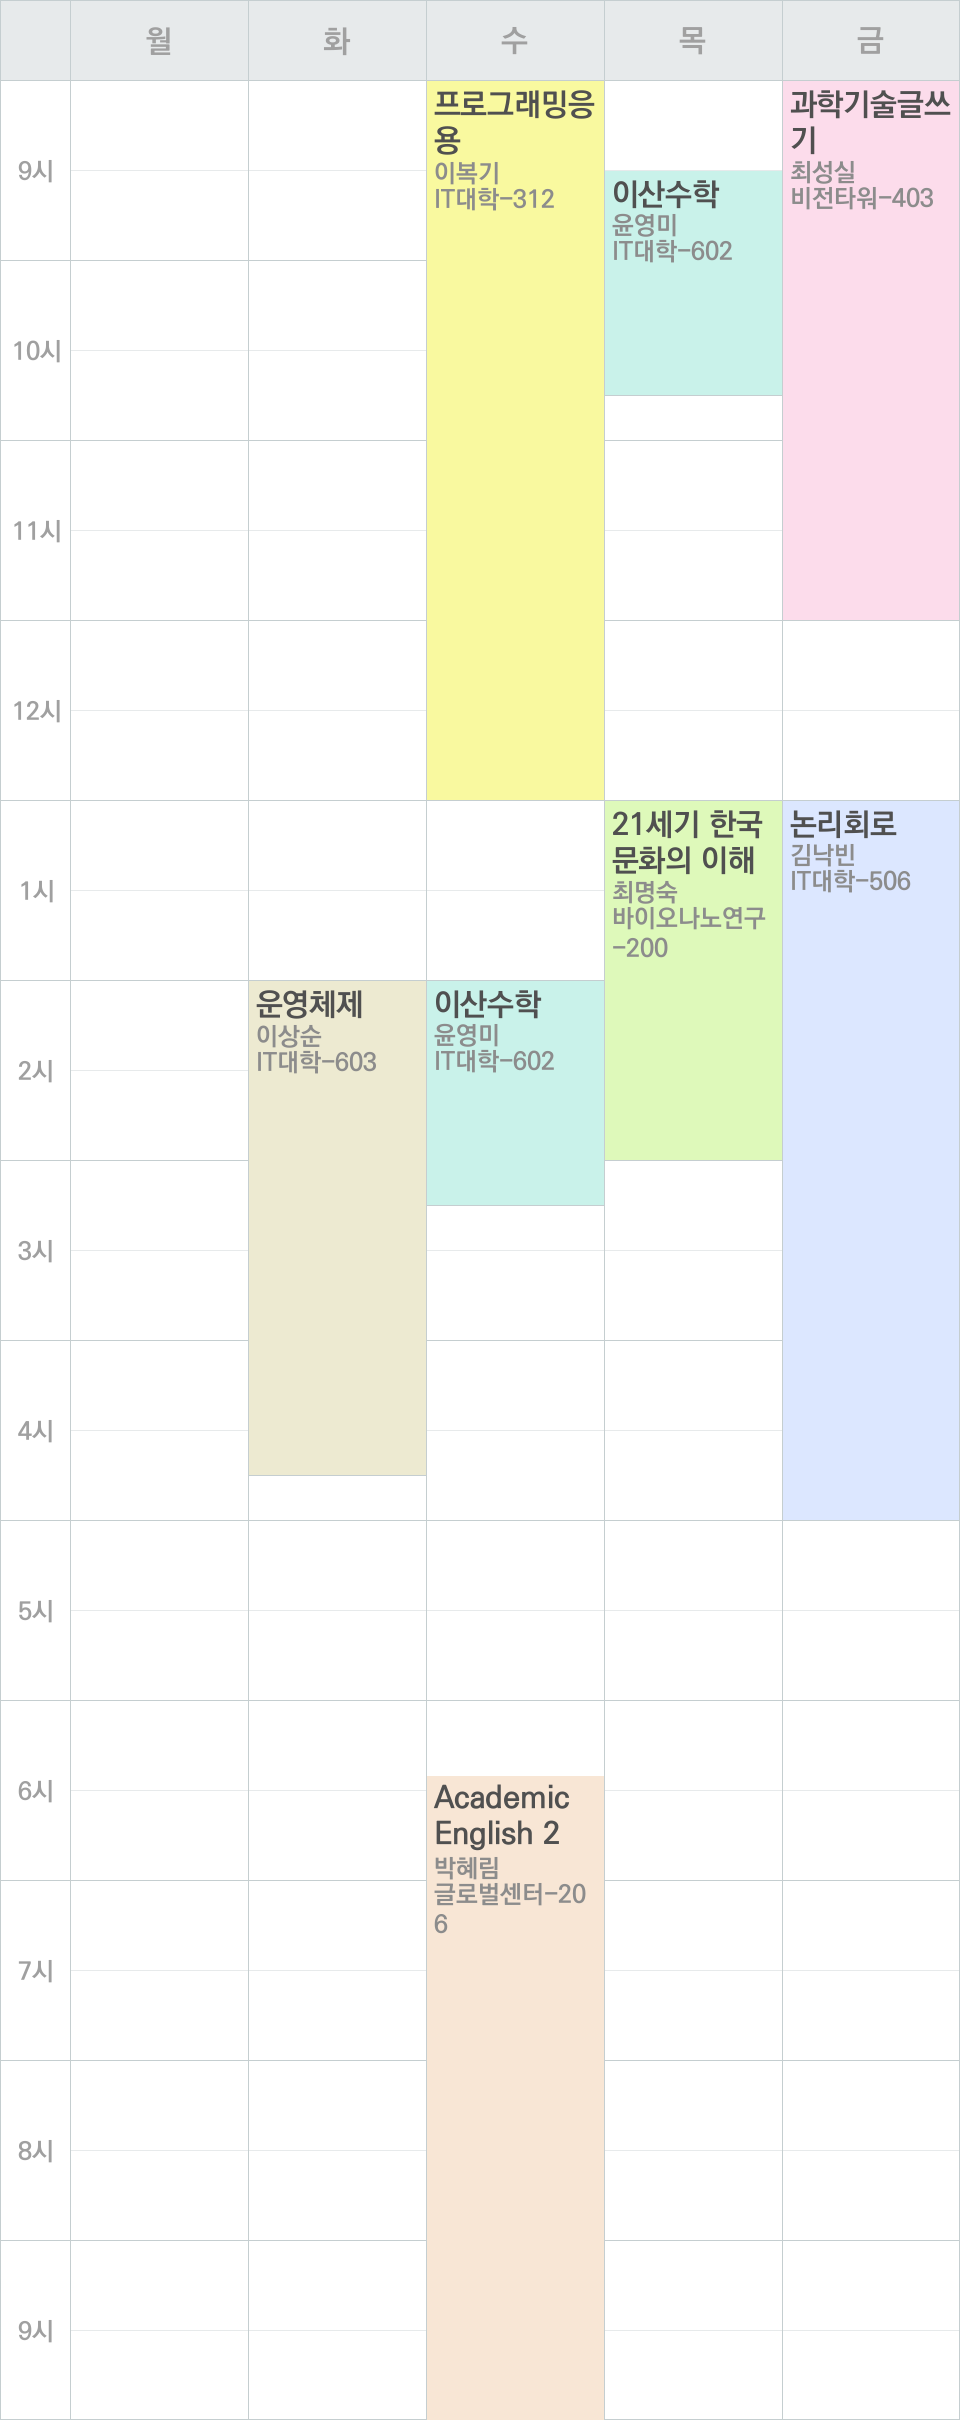 월 화 수 목 금
프로그래밍응
용
이복기
IT대학-312
과학기술글쓰
기
최성실
비전타워-403
9시
이산수학
윤영미
IT대학-602
10시
11시
12시
21세기 한국
문화의 이해
최명숙
바이오나노연구
-200
논리회로
김낙빈
IT대학-506
1시
운영체제
이상순
IT대학-603
이산수학
윤영미
IT대학-602
2시
3시
4시
5시
6시
Academic
English 2
박혜림
글로벌센터-20
6
7시
8시
9시